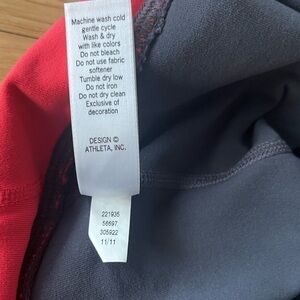 Machine wash cold
gentle cycle
Wash & dry
with like colors
Do not bleach
Do not use fabric
softener
Tumble dry low
Do not iron
Do not dry clean
Exclusive of
decoration
DESIGN ©
ATHLETA, INC.
221936
56697
305922
11/11